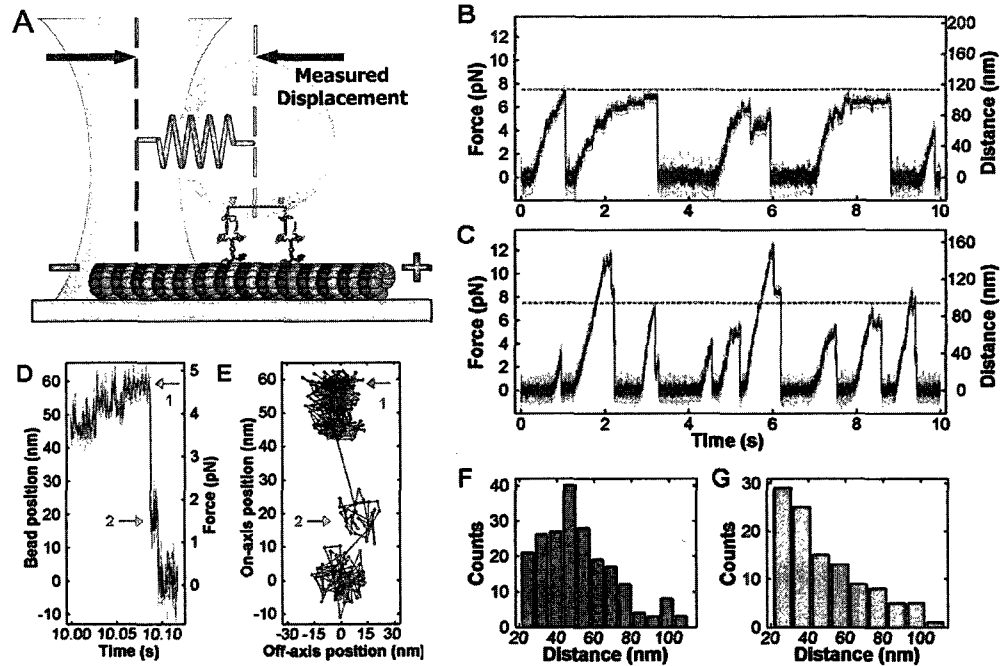 A
Measured
Displacement
− +
B
Force (pN)
12
10
8
6
4
2
0
Distance (nm)
200
160
120
80
40
0
0 2 4 6 8 10
C
Force (pN)
12
10
8
6
4
2
0
Distance (nm)
160
120
80
40
0
0 2 4 6 8 10
Time (s)
D
Bead position (nm)
60
50
40
30
20
10
0
-10
Force (pN)
5
4
3
2
1
0
1
2
10.00 10.05 10.10
Time (s)
E
On-axis position (nm)
60
50
40
30
20
10
0
-10
1
2
-30 -15 0 15 30
Off-axis position (nm)
F
Counts
40
30
20
10
0
20 40 60 80 100
Distance (nm)
G
Counts
30
20
10
0
20 40 60 80 100
Distance (nm)